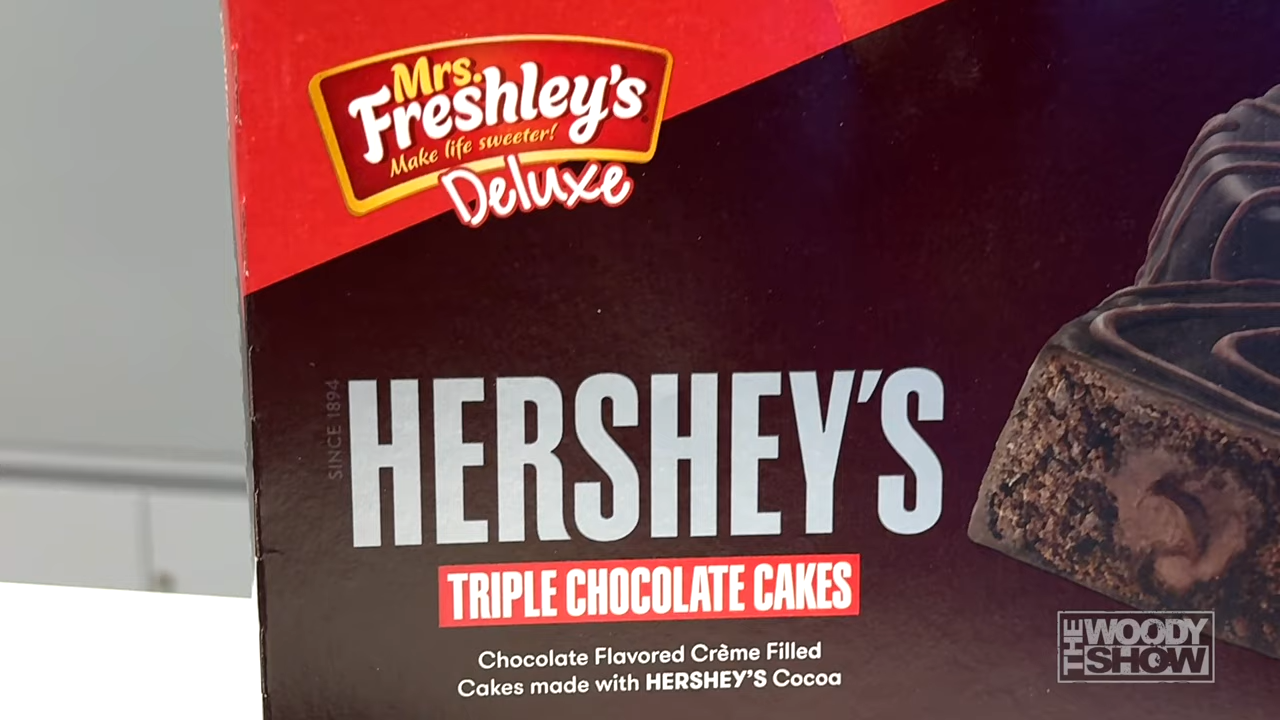 Mrs.
Freshley's
Make life sweeter!
Deluxe
SINCE 1894
HERSHEY'S
TRIPLE CHOCOLATE CAKES
Chocolate Flavored Crème Filled
Cakes made with HERSHEY'S Cocoa
THE WOODY SHOW